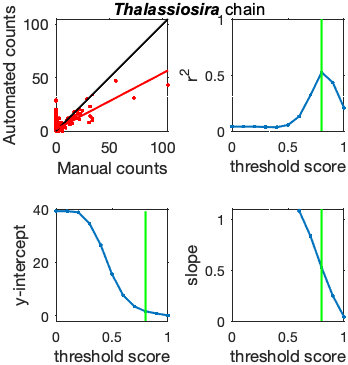 Thalassiosira chain
Automated counts
100
50
0
0
50
100
Manual counts
r²
1
0.5
0
0
0.5
1
threshold score
y-intercept
40
20
0
0
0.5
1
threshold score
slope
1
0.5
0
0
0.5
1
threshold score